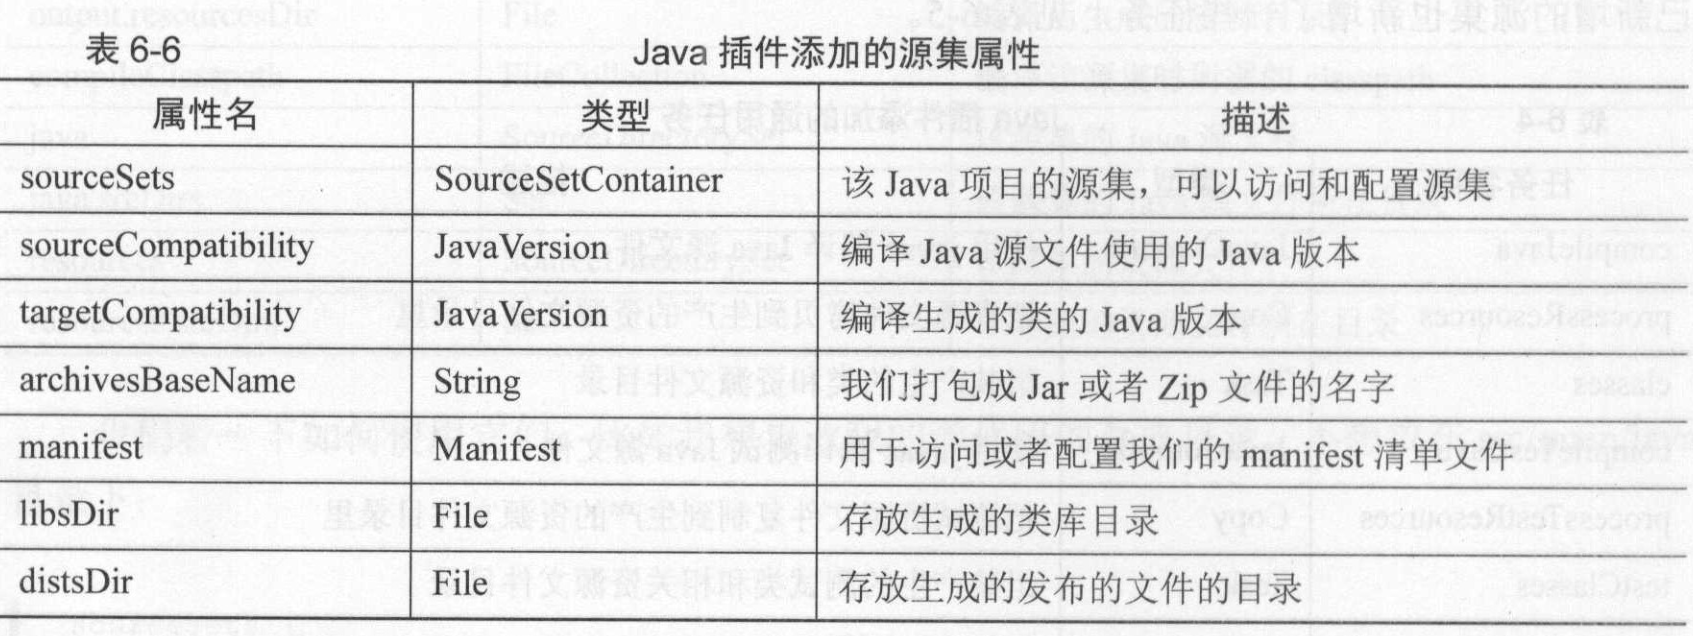 表 6-6 Java 插件添加的源集属性
属性名 类型 描述
sourceSets SourceSetContainer 该 Java 项目的源集，可以访问和配置源集
sourceCompatibility JavaVersion 编译 Java 源文件使用的 Java 版本
targetCompatibility JavaVersion 编译生成的类的 Java 版本
archivesBaseName String 我们打包成 Jar 或者 Zip 文件的名字
manifest Manifest 用于访问或者配置我们的 manifest 清单文件
libsDir File 存放生成的类库目录
distsDir File 存放生成的发布的文件的目录